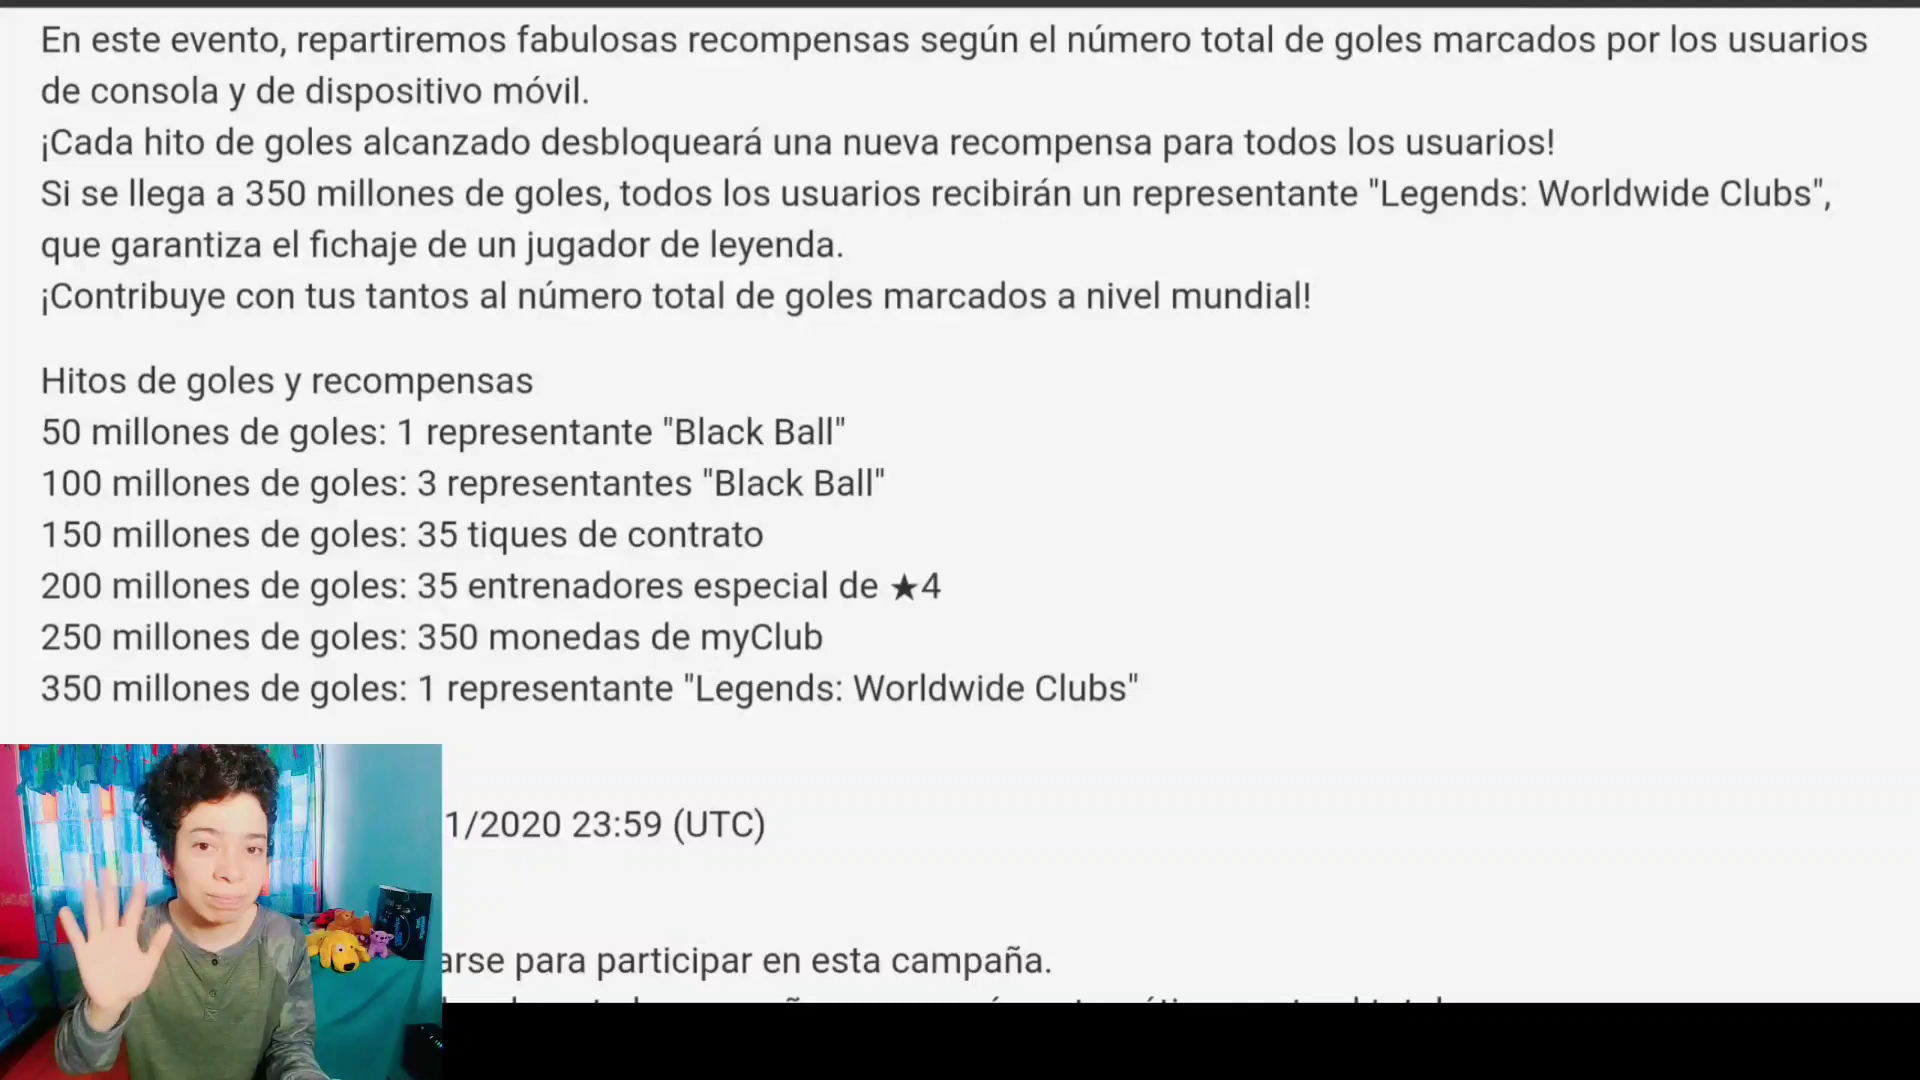 En este evento, repartiremos fabulosas recompensas según el número total de goles marcados por los usuarios
de consola y de dispositivo móvil.
¡Cada hito de goles alcanzado desbloqueará una nueva recompensa para todos los usuarios!
Si se llega a 350 millones de goles, todos los usuarios recibirán un representante "Legends: Worldwide Clubs",
que garantiza el fichaje de un jugador de leyenda.
¡Contribuye con tus tantos al número total de goles marcados a nivel mundial!
Hitos de goles y recompensas
50 millones de goles: 1 representante "Black Ball"
100 millones de goles: 3 representantes "Black Ball"
150 millones de goles: 35 tiques de contrato
200 millones de goles: 35 entrenadores especial de ★4
250 millones de goles: 350 monedas de myClub
350 millones de goles: 1 representante "Legends: Worldwide Clubs"
1/2020 23:59 (UTC)
arse para participar en esta campaña.